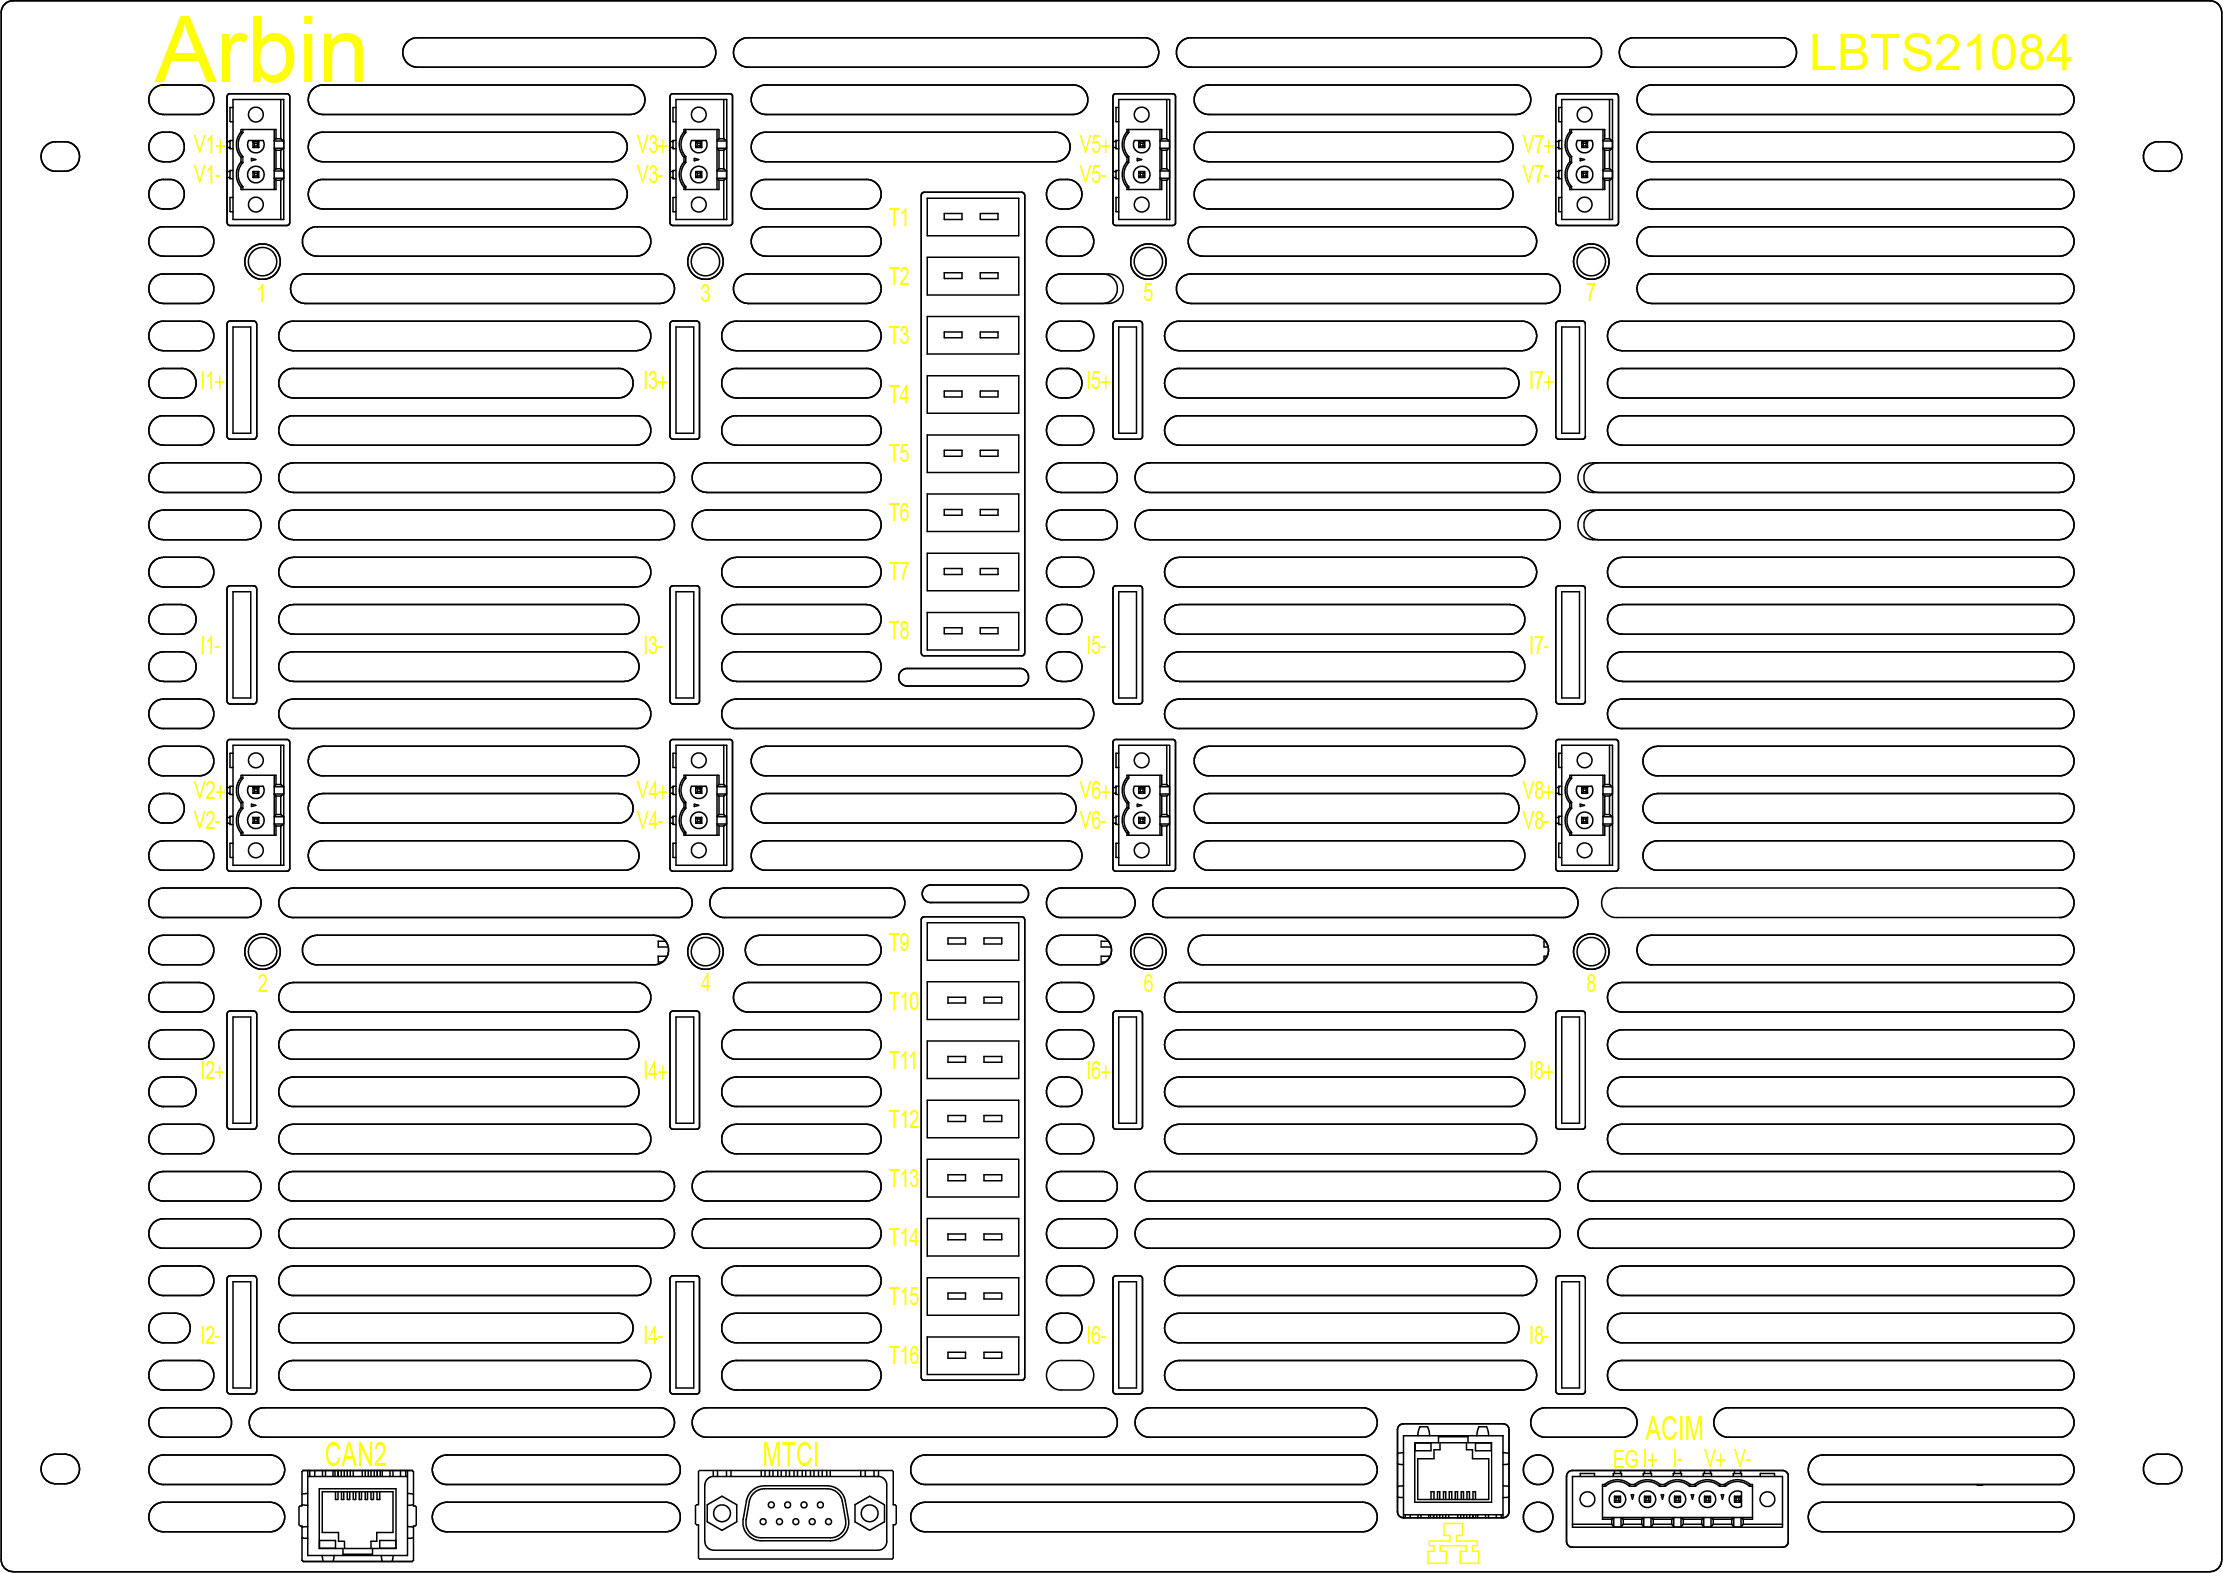 Arbin LBTS21084
V1+ V3+ V5+ V7+
V1- V3- V5- V7-
T1
T2
1 3 5 7
T3
I1+ I3+ I5+ I7+
T4
T5
T6
T7
T8
I1- I3- I5- I7-
V2+ V4+ V6+ V8+
V2- V4- V6- V8-
T9
2 4 6 8
T10
T11
I2+ I4+ I6+ I8+
T12
T13
T14
T15
I2- I4- I6- I8-
T16
ACIM
CAN2 MTCI
EG I+ I- V+ V-